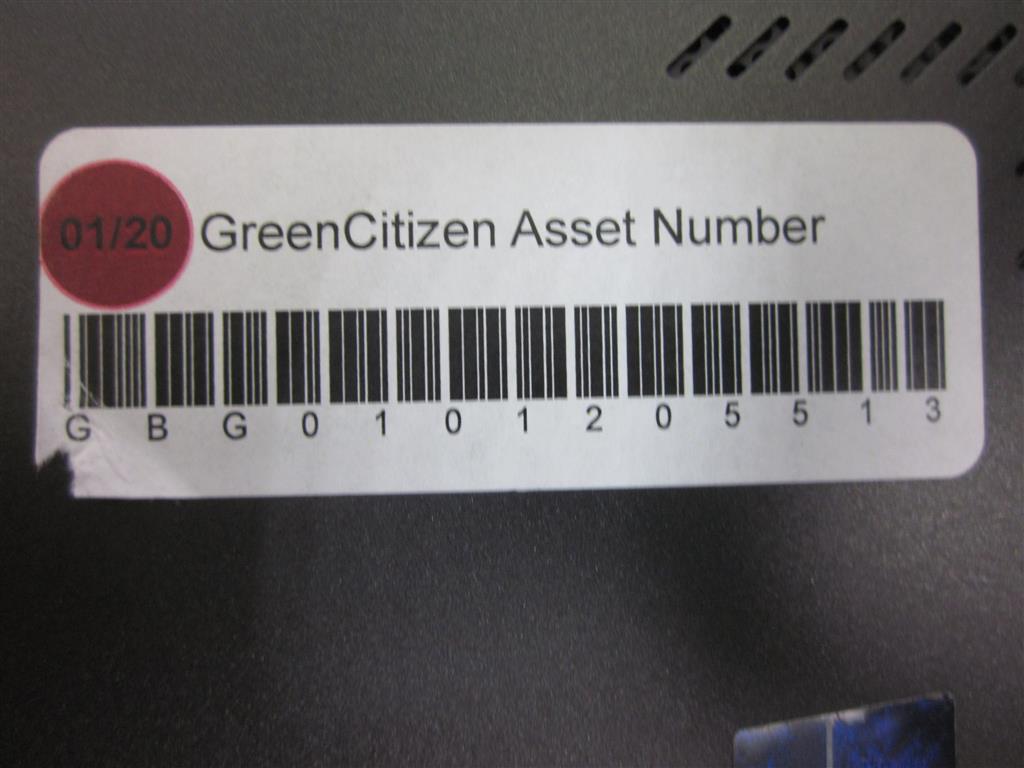 01/20 GreenCitizen Asset Number
G B G 0 1 0 1 2 0 5 5 1 3